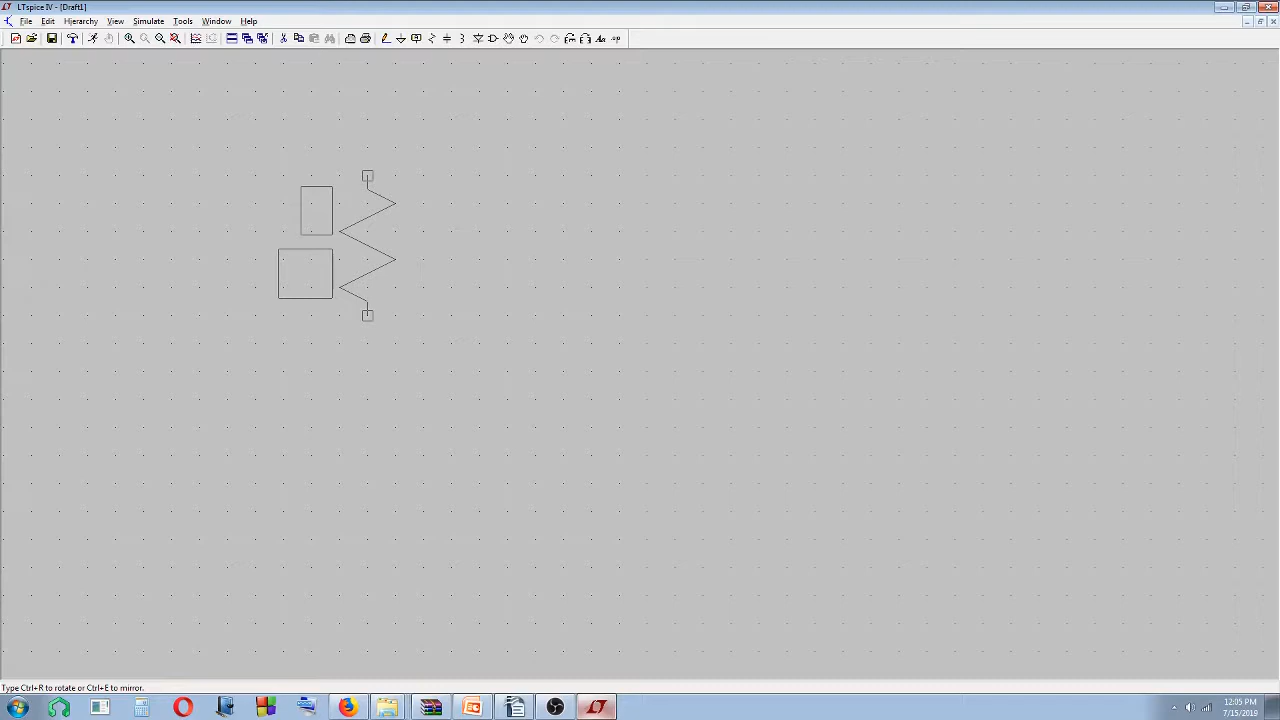 LTspice IV - [Draft1]
File Edit Hierarchy View Simulate Tools Window Help
Type Ctrl+R to rotate or Ctrl+E to mirror.
12:05 PM
7/15/2019